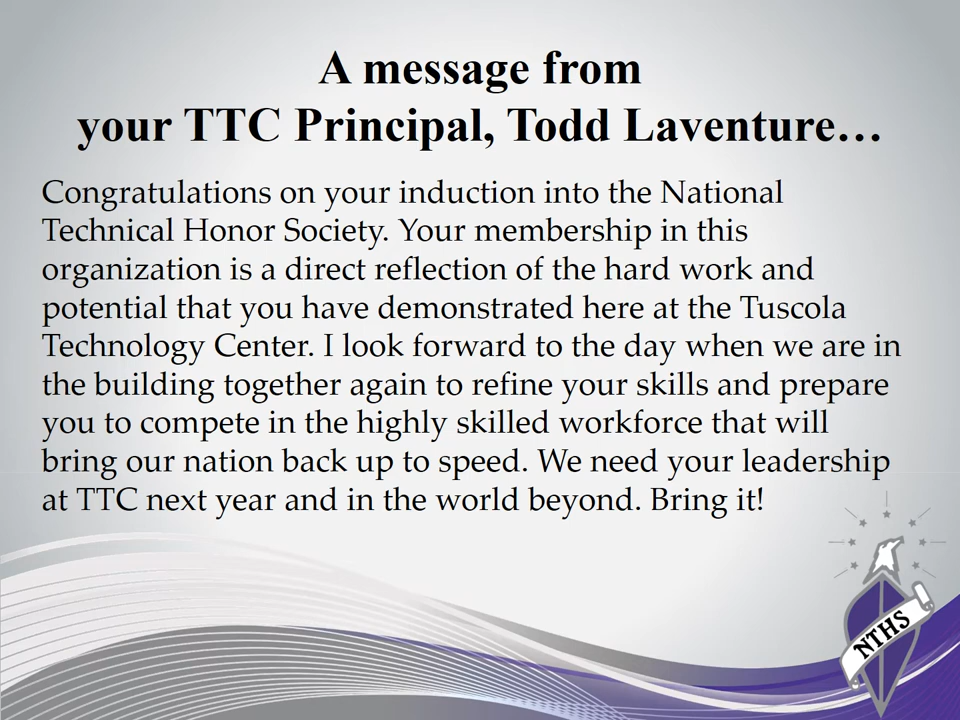 A message from
your TTC Principal, Todd Laventure…
Congratulations on your induction into the National
Technical Honor Society. Your membership in this
organization is a direct reflection of the hard work and
potential that you have demonstrated here at the Tuscola
Technology Center. I look forward to the day when we are in
the building together again to refine your skills and prepare
you to compete in the highly skilled workforce that will
bring our nation back up to speed. We need your leadership
at TTC next year and in the world beyond. Bring it!
NTHS